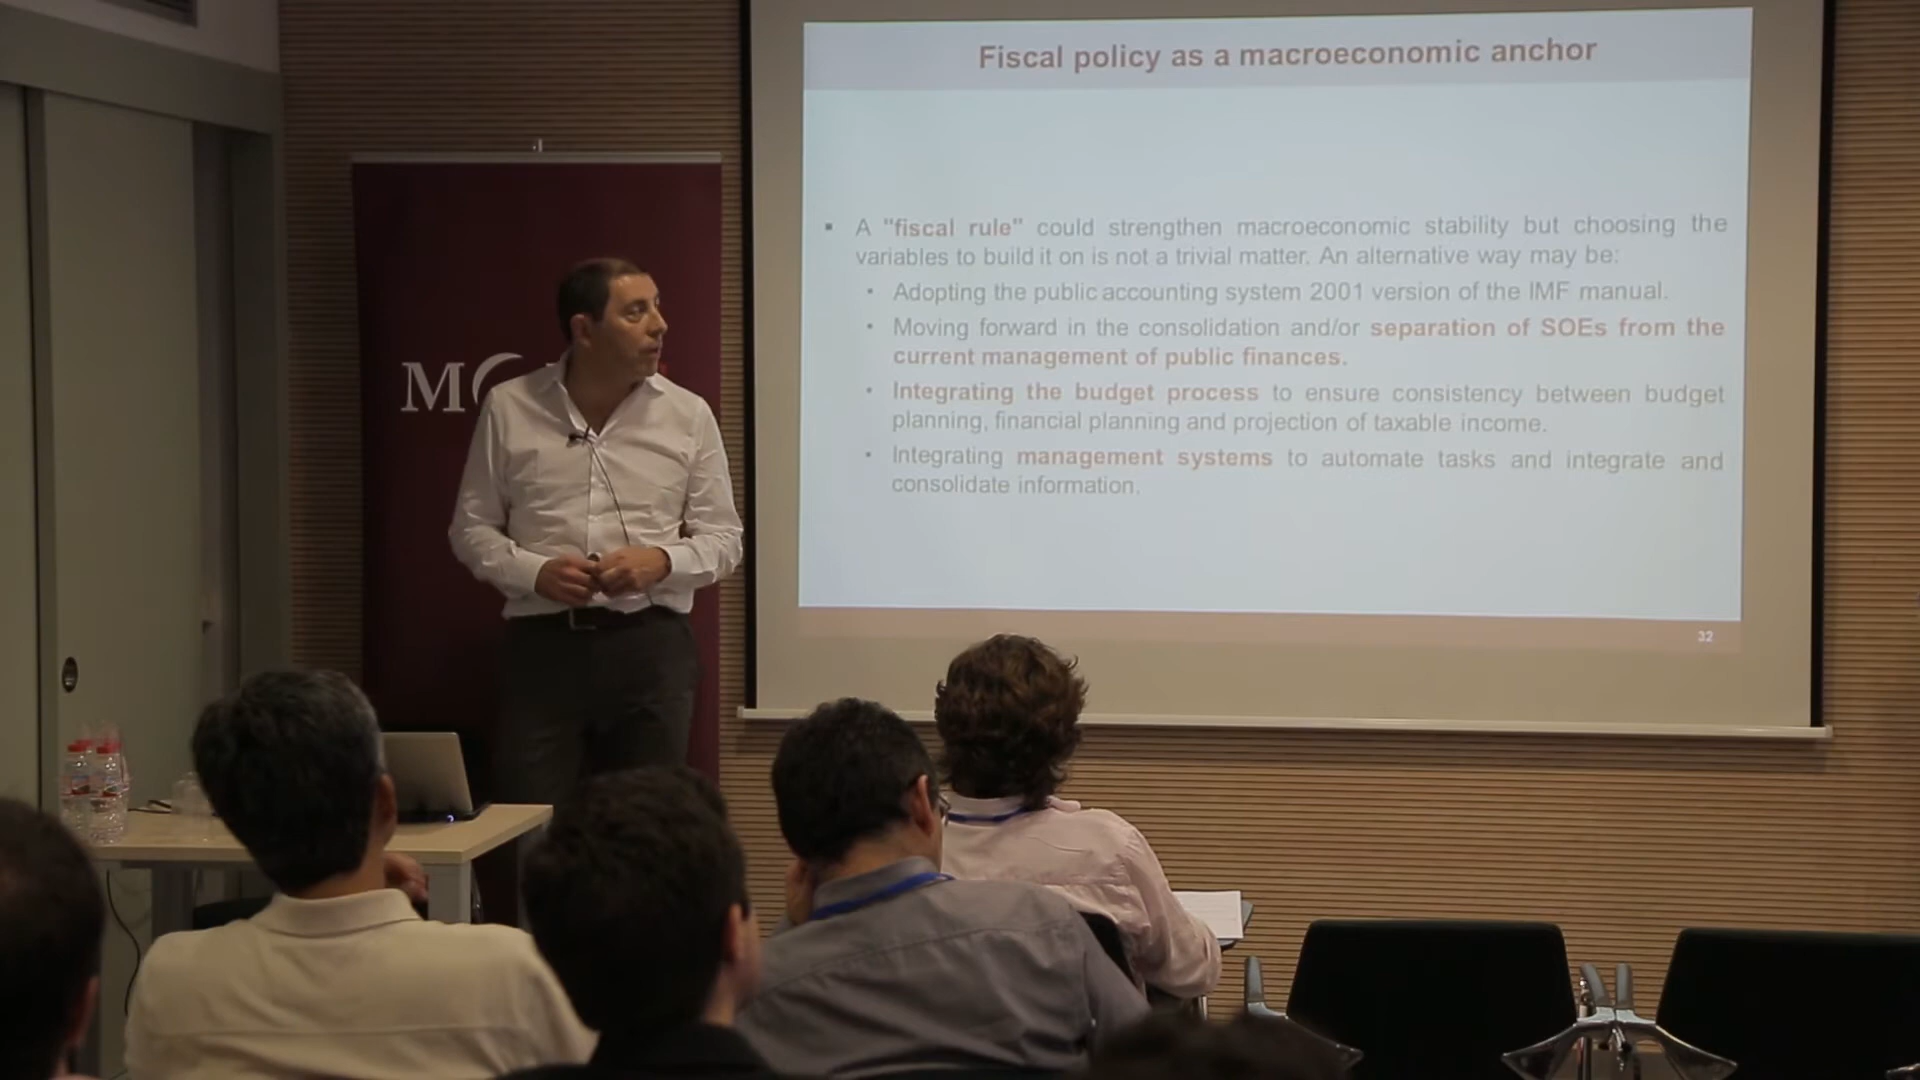 Fiscal policy as a macroeconomic anchor
▪ A "fiscal rule" could strengthen macroeconomic stability but choosing the
variables to build it on is not a trivial matter. An alternative way may be:
• Adopting the public accounting system 2001 version of the IMF manual.
• Moving forward in the consolidation and/or separation of SOEs from the
current management of public finances.
• Integrating the budget process to ensure consistency between budget
planning, financial planning and projection of taxable income.
• Integrating management systems to automate tasks and integrate and
consolidate information.
32